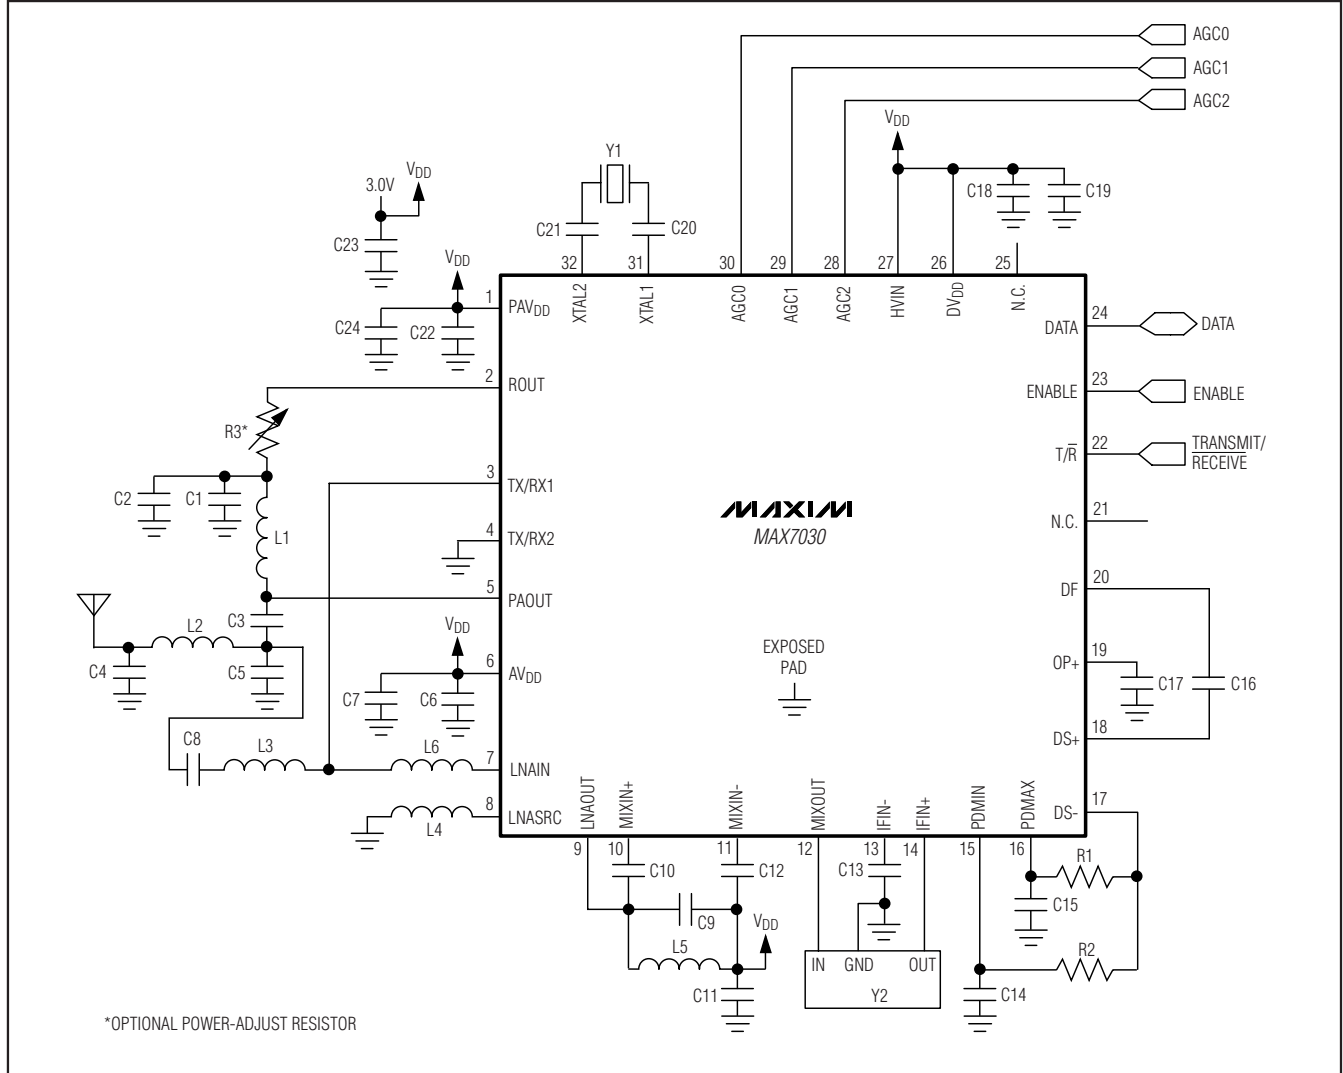 AGC0
AGC1
AGC2
VDD
Y1
VDD
3.0V
C18
C19
C21
C20
C23
VDD
32
31
30
29
28
27
26
25
1
PAVDD
XTAL2
XTAL1
AGC0
AGC1
AGC2
HVIN
DVDD
N.C.
C24
C22
DATA
24
DATA
2
ROUT
ENABLE
23
ENABLE
R3*
T/R
22
TRANSMIT/
RECEIVE
3
TX/RX1
C2
C1
MAXIM
MAX7030
N.C.
21
L1
4
TX/RX2
5
PAOUT
DF
20
C3
L2
VDD
EXPOSED
PAD
OP+
19
C4
C5
6
AVDD
C17
C16
C7
C6
DS+
18
C8
L3
L6
7
LNAIN
L4
8
LNASRC
LNAOUT
MIXIN+
MIXIN-
MIXOUT
IFIN-
IFIN+
PDMIN
PDMAX
DS-
17
9
10
11
12
13
14
15
16
C10
C12
C13
R1
C15
C9
VDD
L5
R2
IN
GND
OUT
Y2
C11
C14
*OPTIONAL POWER-ADJUST RESISTOR